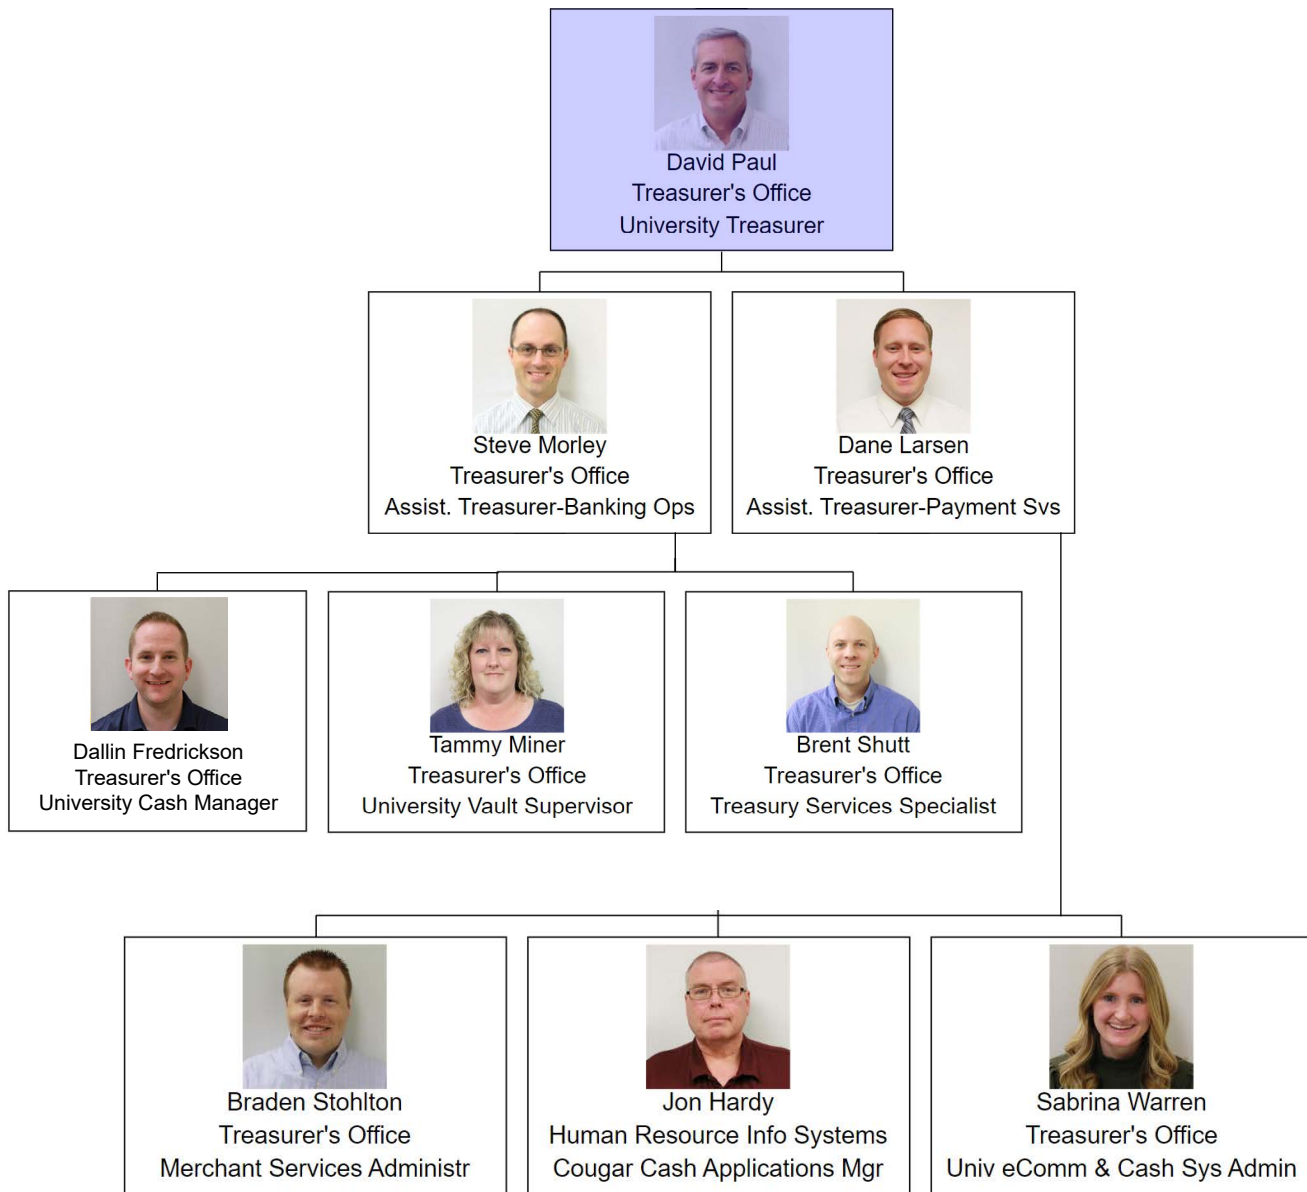 David Paul
Treasurer's Office
University Treasurer
Steve Morley
Treasurer's Office
Assist. Treasurer-Banking Ops
Dane Larsen
Treasurer's Office
Assist. Treasurer-Payment Svs
Dallin Fredrickson
Treasurer's Office
University Cash Manager
Tammy Miner
Treasurer's Office
University Vault Supervisor
Brent Shutt
Treasurer's Office
Treasury Services Specialist
Braden Stohlton
Treasurer's Office
Merchant Services Administr
Jon Hardy
Human Resource Info Systems
Cougar Cash Applications Mgr
Sabrina Warren
Treasurer's Office
Univ eComm & Cash Sys Admin